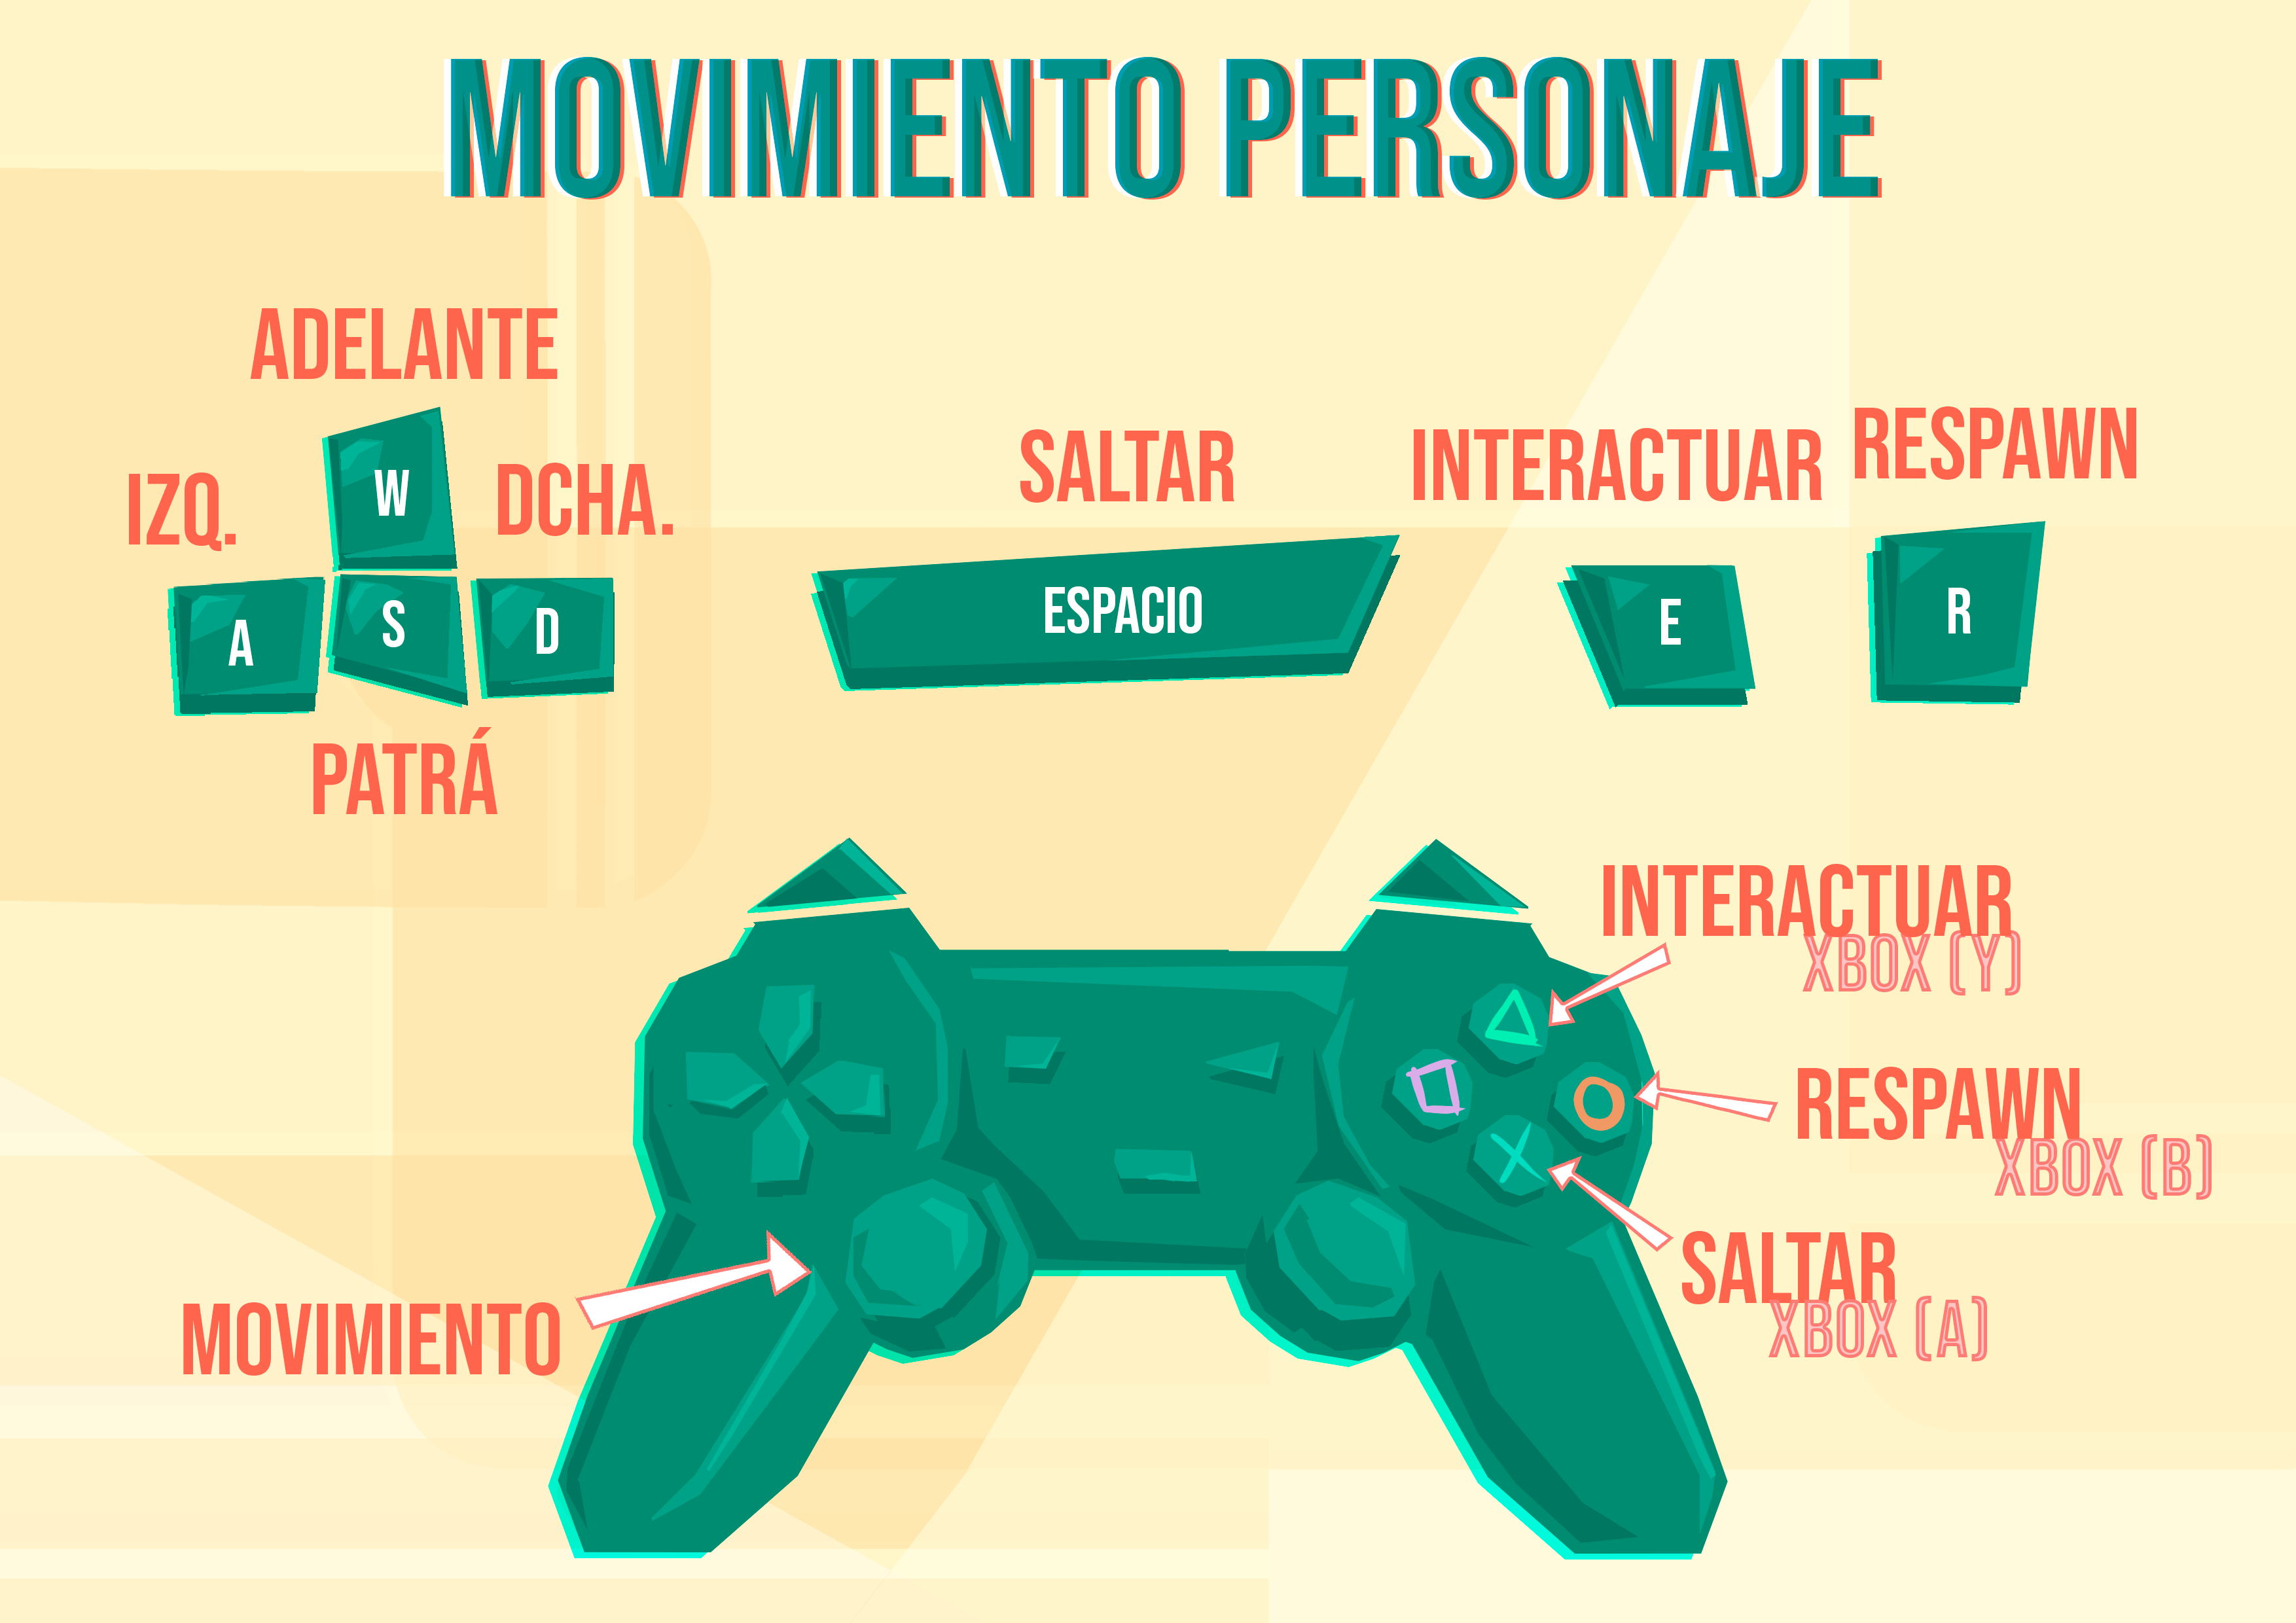 MOVIMIENTO PERSONAJE
ADELANTE
IZQ.
W
DCHA.
A
S
D
PATRÁ
SALTAR
ESPACIO
INTERACTUAR
E
RESPAWN
R
INTERACTUAR
XBOX (Y)
RESPAWN
XBOX (B)
SALTAR
XBOX (A)
MOVIMIENTO